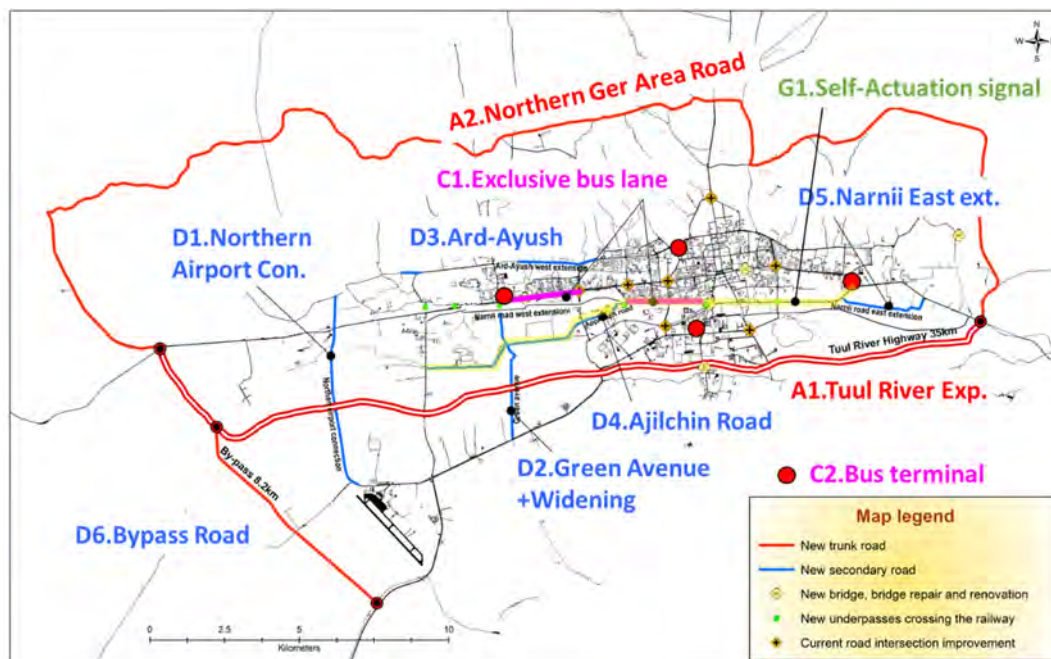 N
W
S
A2.Northern Ger Area Road
G1.Self-Actuation signal
C1.Exclusive bus lane
D5.Narnii East ext.
D1.Northern
Airport Con.
D3.Ard-Ayush
Ard-Ayush west extension
Narnii road west extension
Narnii road east extension
Tuul River Highway 35km
A1.Tuul River Exp.
Northern airport connection
Green avenue
D4.Ajilchin Road
D2.Green Avenue
+Widening
By-pass 8.2km
D6.Bypass Road
C2.Bus terminal
Map legend
New trunk road
New secondary road
New bridge, bridge repair and renovation
New underpasses crossing the railway
Current road intersection improvement
0 2.5 5 10
Kilometers